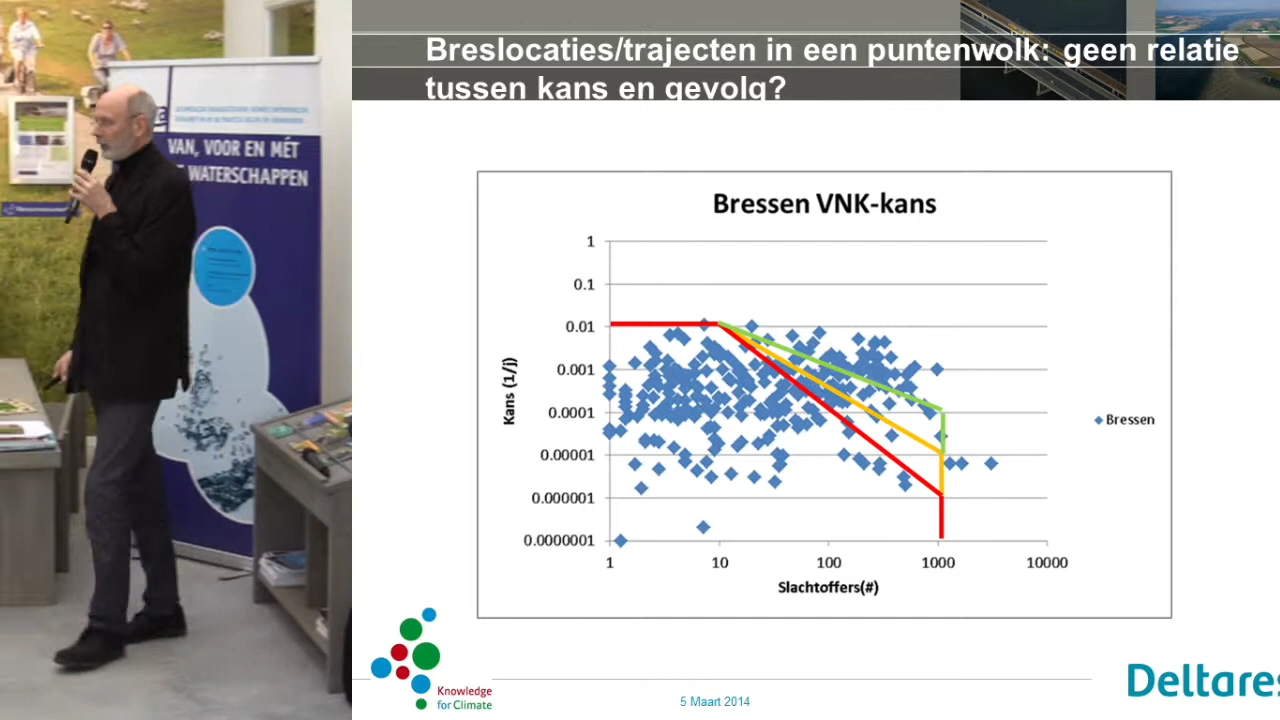 Breslocaties/trajecten in een puntenwolk: geen relatie
tussen kans en gevolg?
VAN, VOOR EN MÉT
WATERSCHAPPEN
Bressen VNK-kans
1
0.1
0.01
0.001
0.0001
0.00001
0.000001
0.0000001
Kans (1/j)
1 10 100 1000 10000
Slachtoffers(#)
Bressen
Knowledge
for Climate
5 Maart 2014
Deltares